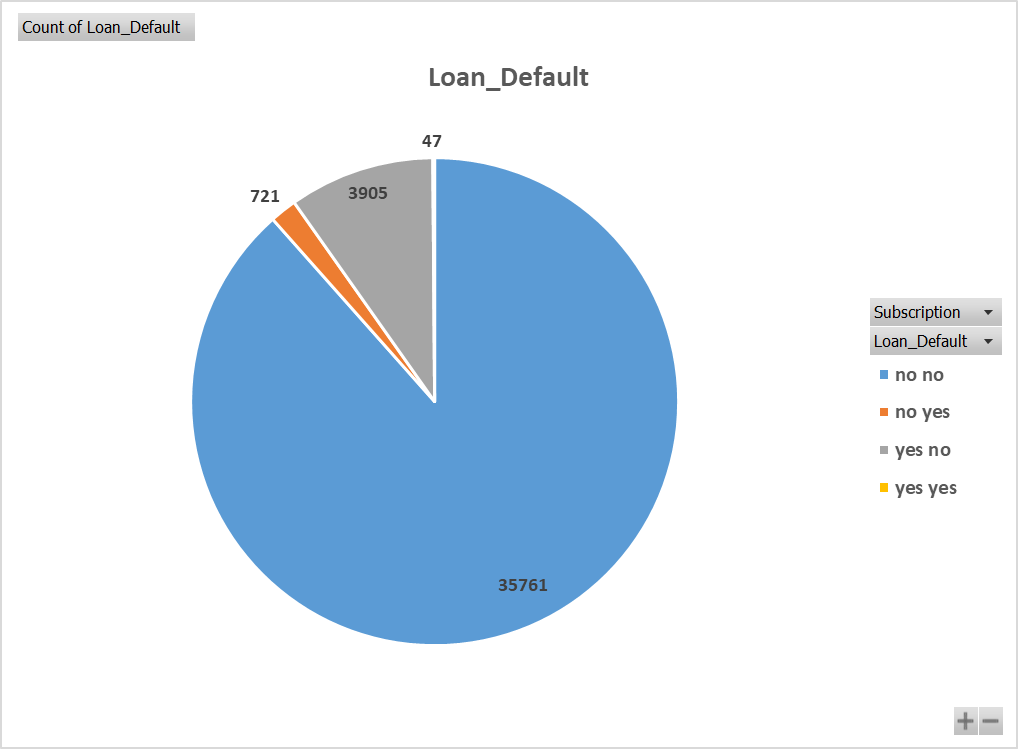 Count of Loan_Default
Loan_Default
47
721
3905
35761
Subscription
Loan_Default
no no
no yes
yes no
yes yes